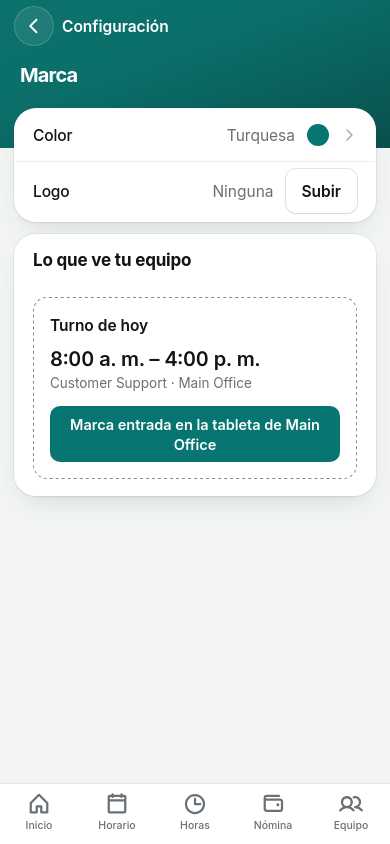 Configuración
Marca
Color
Turquesa
Logo
Ninguna
Subir
Lo que ve tu equipo
Turno de hoy
8:00 a. m. – 4:00 p. m.
Customer Support · Main Office
Marca entrada en la tableta de Main
Office
Inicio
Horario
Horas
Nómina
Equipo